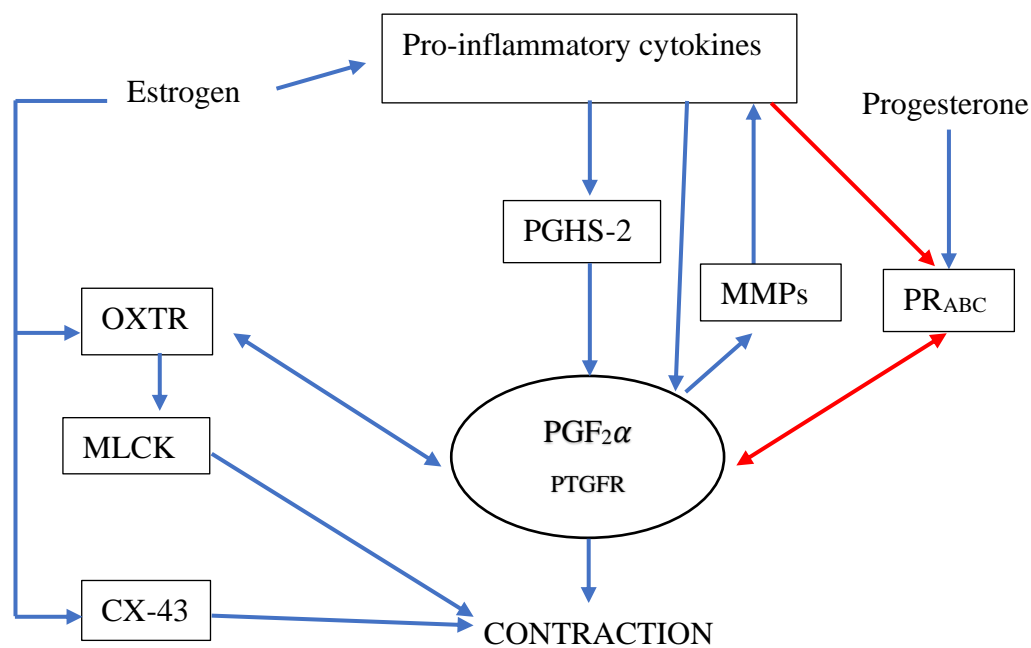 Pro-inflammatory cytokines
Estrogen
Progesterone
PGHS-2
MMPs
PRABC
OXTR
MLCK
PGF₂α
PTGFR
CX-43
CONTRACTION